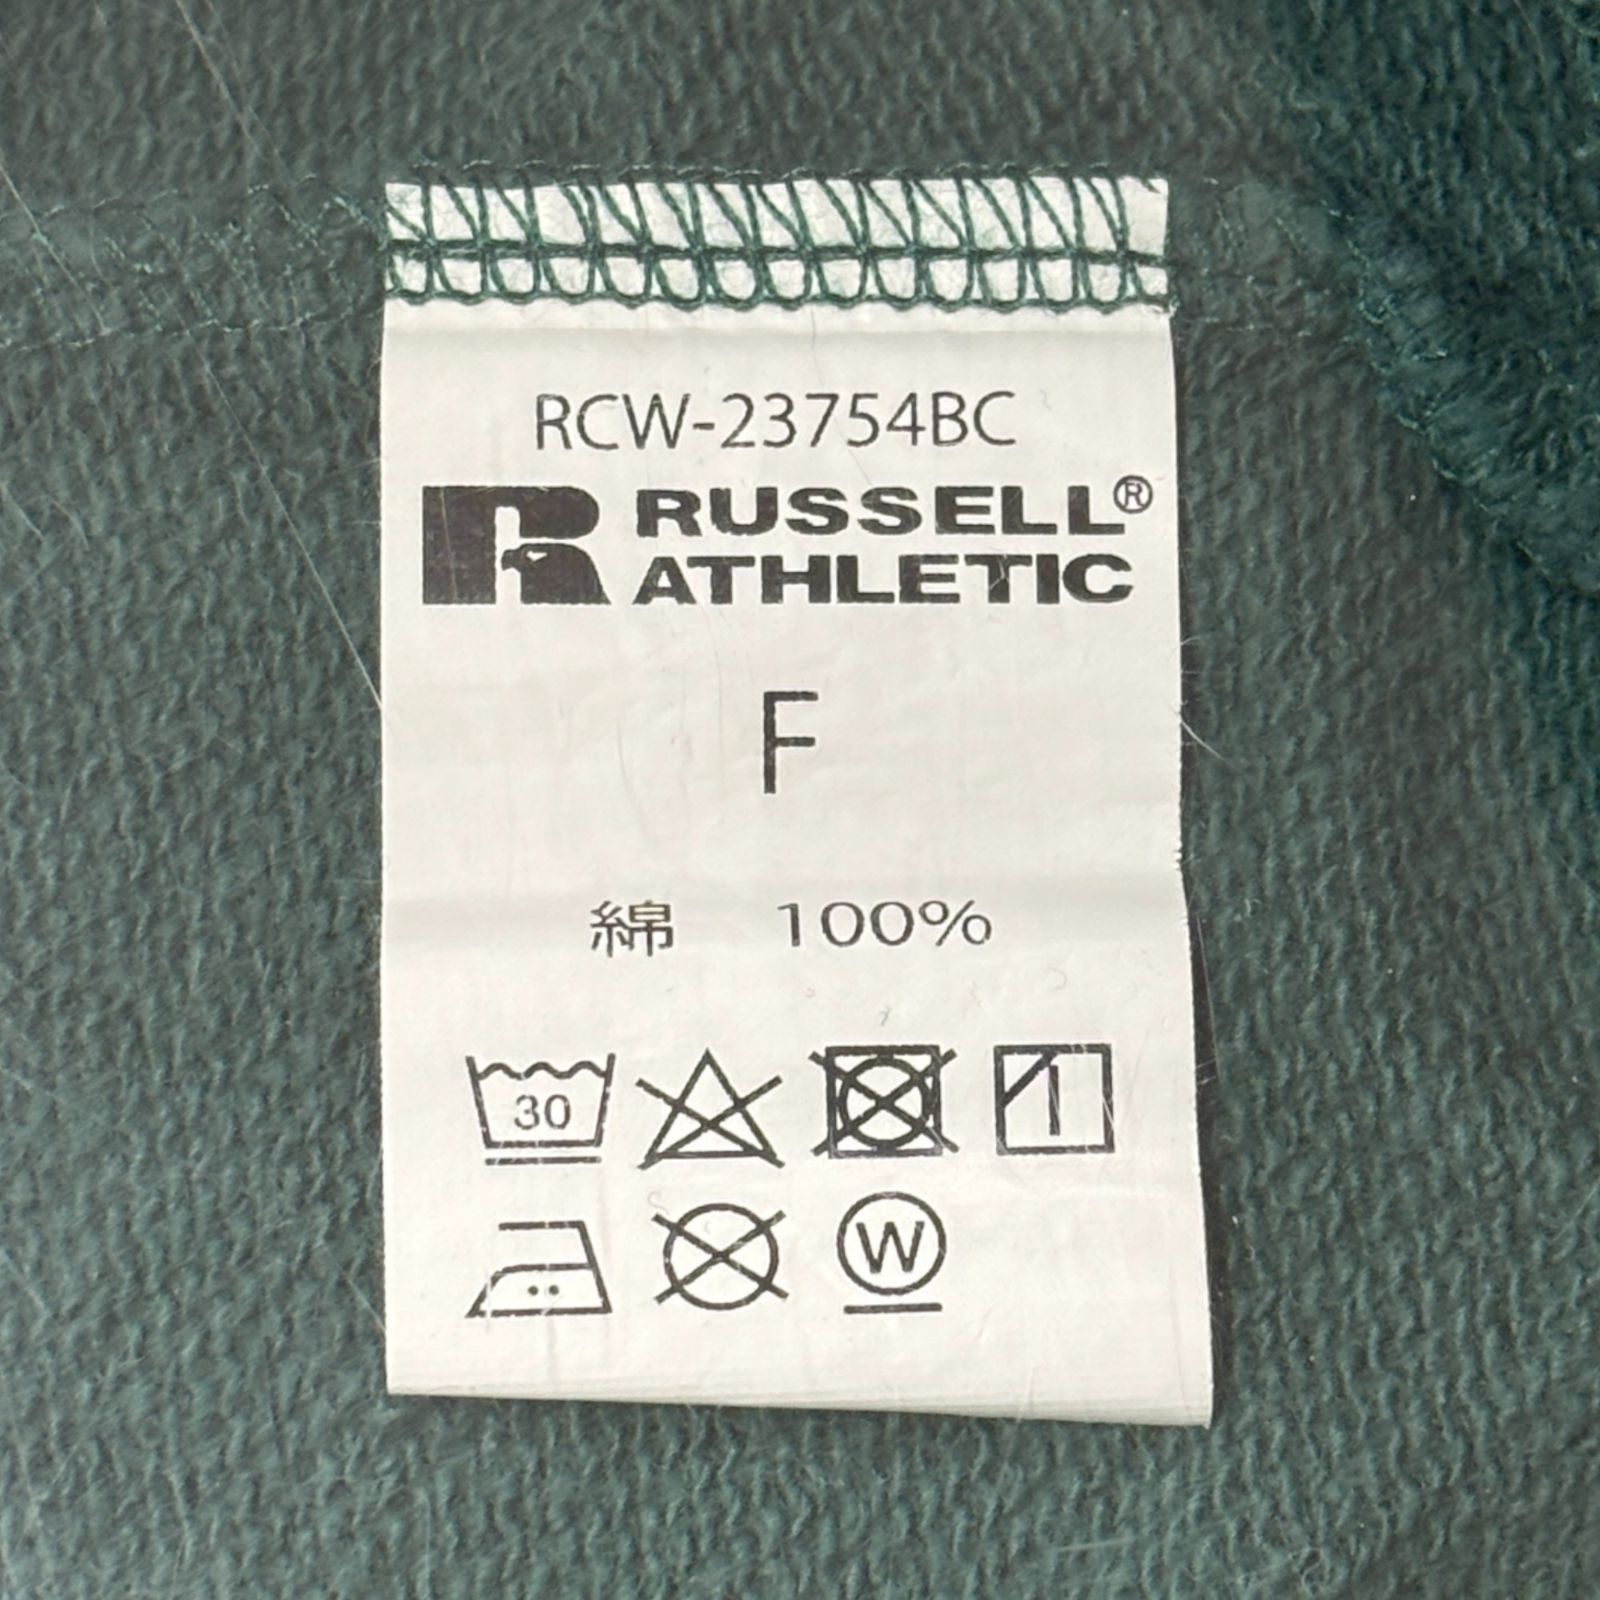 RCW-23754BC
RUSSELL®
ATHLETIC
F
綿 100%
30
W